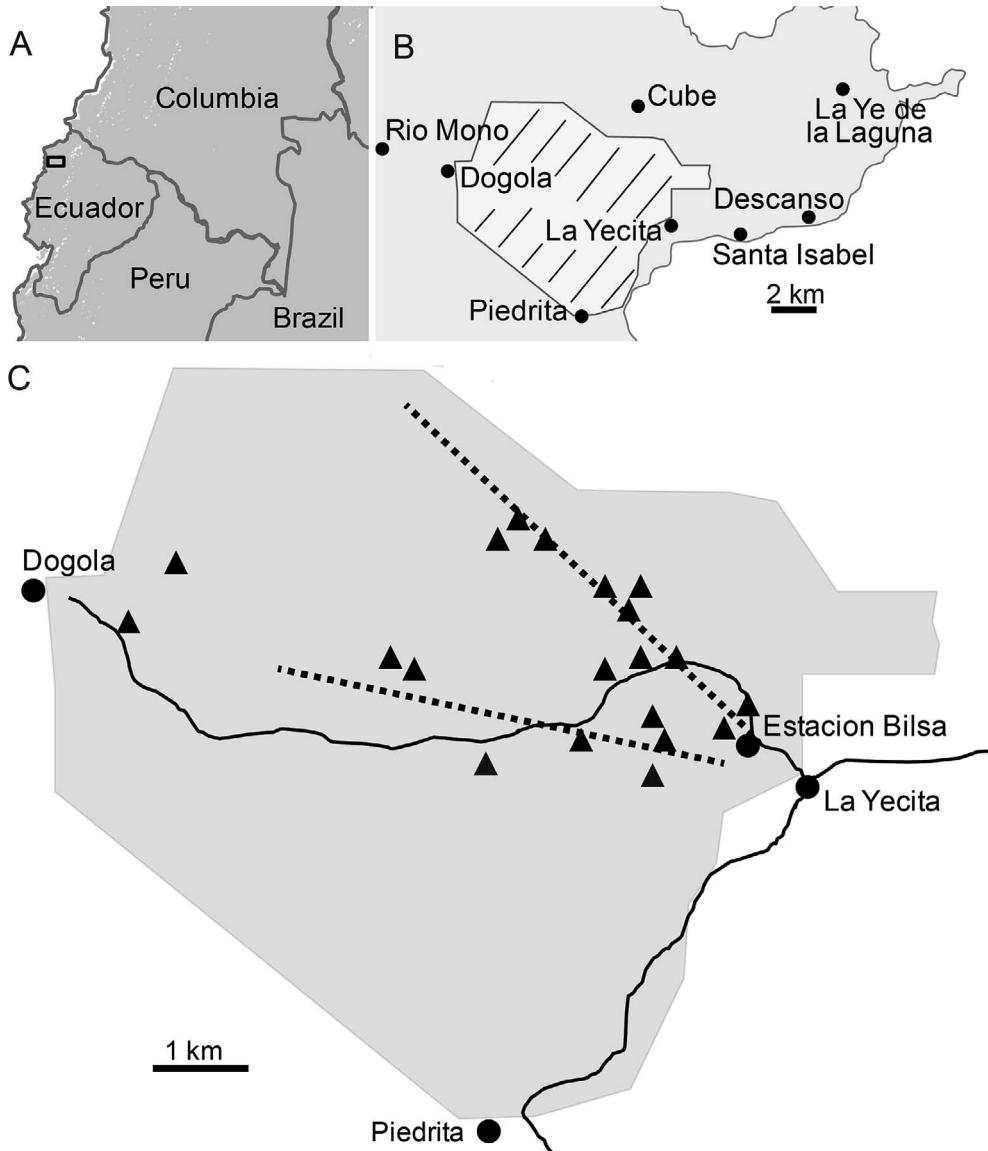 A
Columbia
Ecuador
Peru
Brazil
B
Cube
La Ye de
la Laguna
Rio Mono
Dogola
Descanso
La Yecita
Santa Isabel
Piedrita
2 km
C
Dogola
Estacion Bilsa
La Yecita
1 km
Piedrita